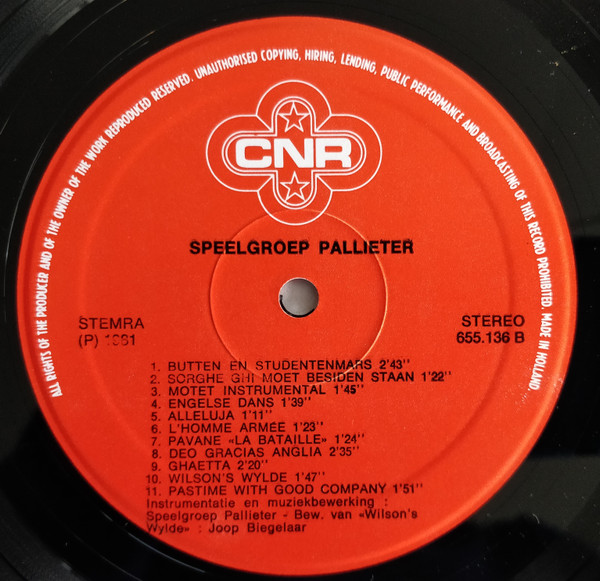 ALL RIGHTS OF THE PRODUCER AND OF THE OWNER OF THE WORK REPRODUCED RESERVED. UNAUTHORISED COPYING, HIRING, LENDING, PUBLIC PERFORMANCE AND BROADCASTING OF THIS RECORD PROHIBITED. MADE IN HOLLAND.
CNR
SPEELGROEP PALLIETER
STEMRA
(P) 1981
STEREO
655.136 B
1. BUTTEN EN STUDENTENMARS 2'43''
2. SORGHE GHI MOET BESIDEN STAAN 1'22''
3. MOTET INSTRUMENTAL 1'45''
4. ENGELSE DANS 1'39''
5. ALLELUJA 1'11''
6. L'HOMME ARMÉE 1'23''
7. PAVANE «LA BATAILLE» 1'24''
8. DEO GRACIAS ANGLIA 2'35''
9. GHAETTA 2'20''
10. WILSON'S WYLDE 1'47''
11. PASTIME WITH GOOD COMPANY 1'51''
Instrumentatie en muziekbewerking :
Speelgroep Pallieter - Bew. van «Wilson's
Wylde» : Joop Biegelaar